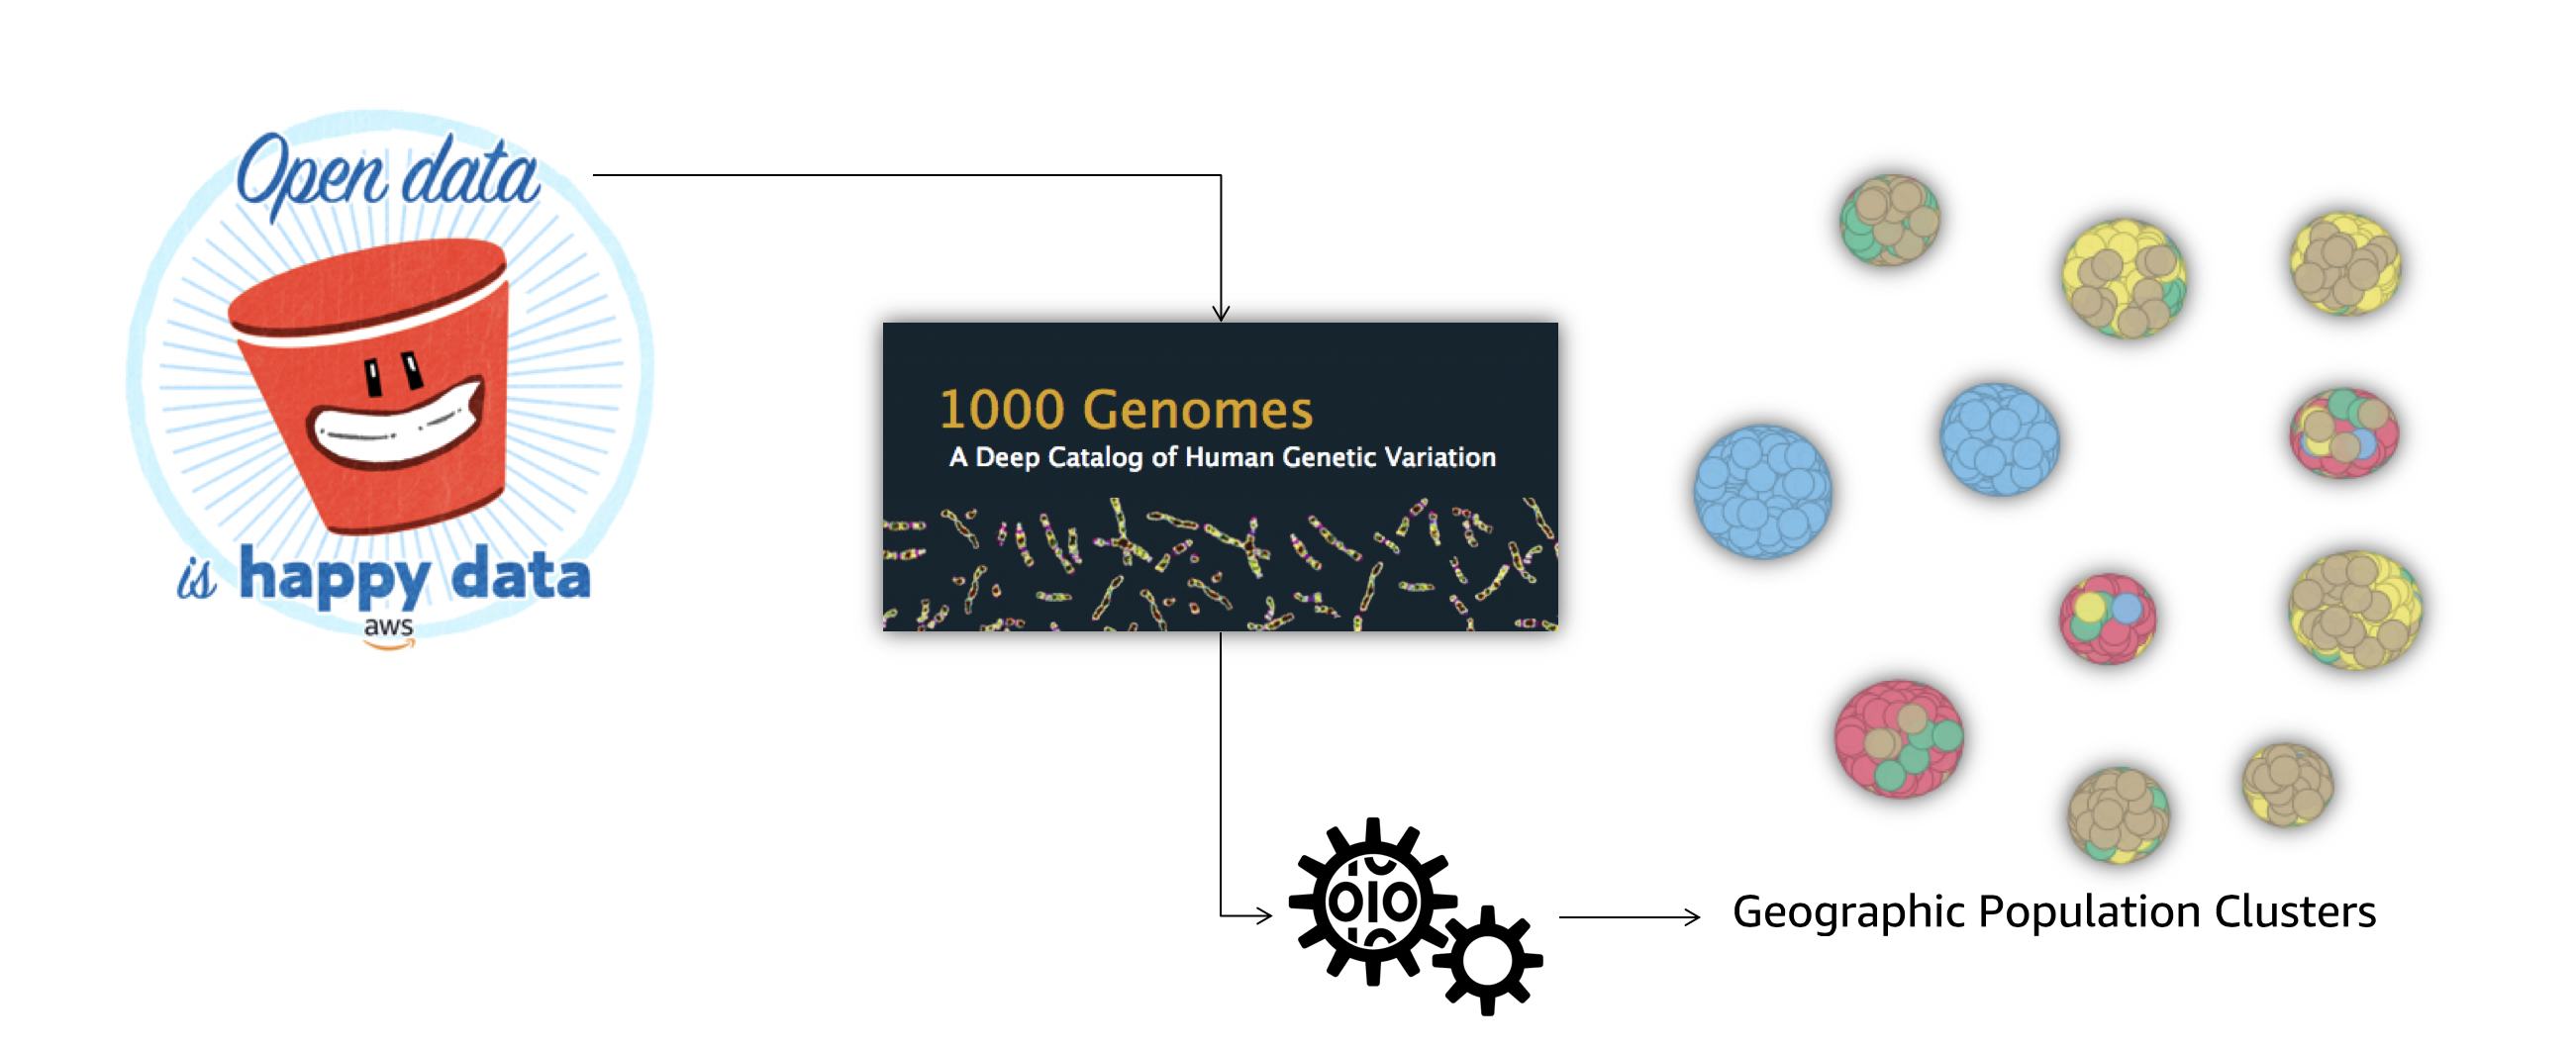 Open data
is happy data
aws
1000 Genomes
A Deep Catalog of Human Genetic Variation
010
Geographic Population Clusters